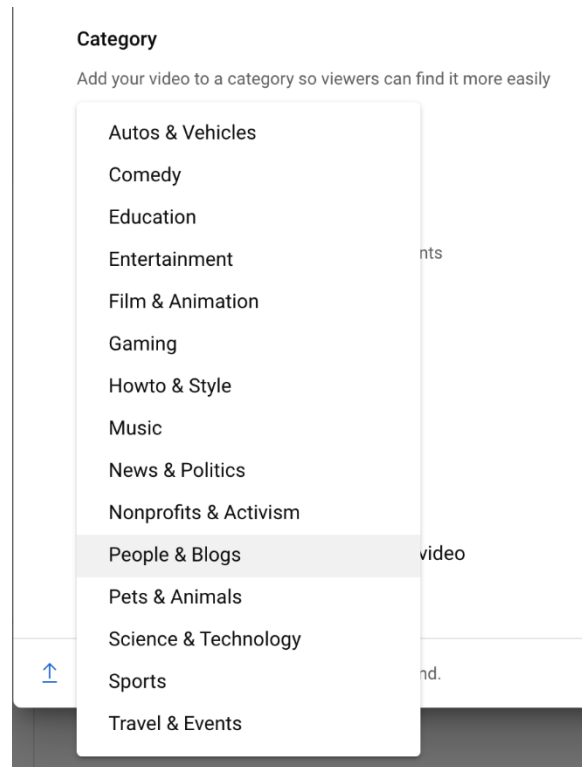 Category
Add your video to a category so viewers can find it more easily
Autos & Vehicles
Comedy
Education
Entertainment
nts
Film & Animation
Gaming
Howto & Style
Music
News & Politics
Nonprofits & Activism
People & Blogs
video
Pets & Animals
Science & Technology
Sports
nd.
Travel & Events